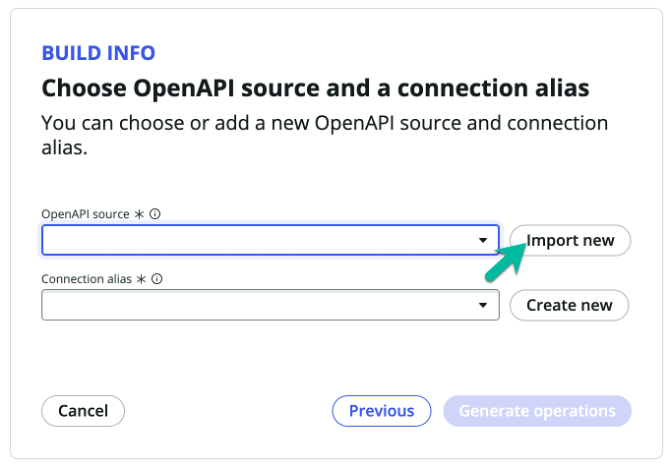 BUILD INFO
Choose OpenAPI source and a connection alias
You can choose or add a new OpenAPI source and connection
alias.
OpenAPI source *
Import new
Connection alias *
Create new
Cancel
Previous
Generate operations